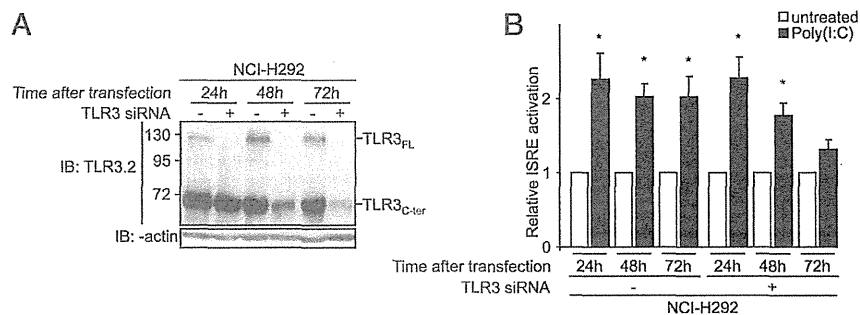 A
NCI-H292
Time after transfection 24h 48h 72h
TLR3 siRNA - + - + - +
IB: TLR3.2
130
95
72
TLR3FL
TLR3C-ter
IB: -actin
B
untreated
Poly(I:C)
Relative ISRE activation
2
1
0
* * * * *
Time after transfection 24h 48h 72h 24h 48h 72h
TLR3 siRNA - +
NCI-H292